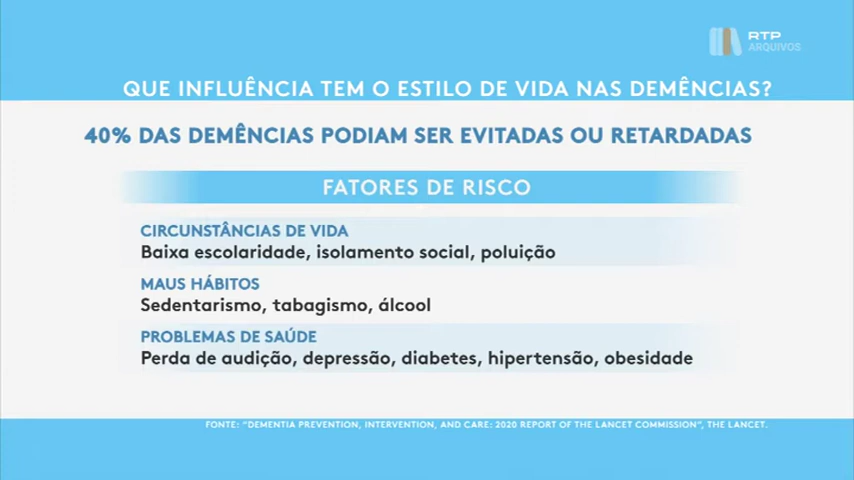 RTP
ARQUIVOS
QUE INFLUÊNCIA TEM O ESTILO DE VIDA NAS DEMÊNCIAS?
40% DAS DEMÊNCIAS PODIAM SER EVITADAS OU RETARDADAS
FATORES DE RISCO
CIRCUNSTÂNCIAS DE VIDA
Baixa escolaridade, isolamento social, poluição
MAUS HÁBITOS
Sedentarismo, tabagismo, álcool
PROBLEMAS DE SAÚDE
Perda de audição, depressão, diabetes, hipertensão, obesidade
FONTE: “DEMENTIA PREVENTION, INTERVENTION, AND CARE: 2020 REPORT OF THE LANCET COMMISSION”, THE LANCET.